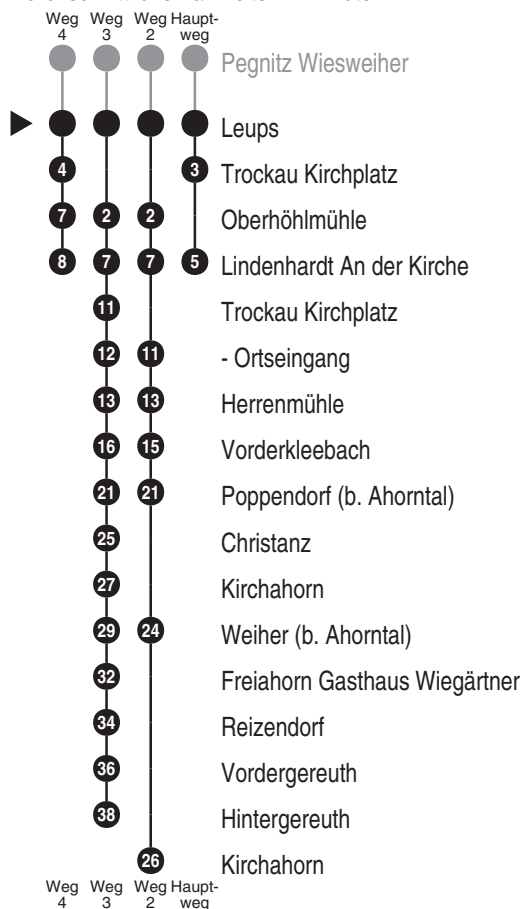 Weg Weg Weg Haupt-
4 3 2 weg
Pegnitz Wiesweiher
Leups
4 3 Trockau Kirchplatz
7 2 2 Oberhöhlmühle
8 7 7 5 Lindenhardt An der Kirche
11 Trockau Kirchplatz
12 11 - Ortseingang
13 13 Herrenmühle
16 15 Vorderkleebach
21 21 Poppendorf (b. Ahorntal)
25 Christanz
27 Kirchahorn
29 24 Weiher (b. Ahorntal)
32 Freiahorn Gasthaus Wiegärtner
34 Reizendorf
36 Vordergereuth
38 Hintergereuth
26 Kirchahorn
Weg Weg Weg Haupt-
4 3 2 weg